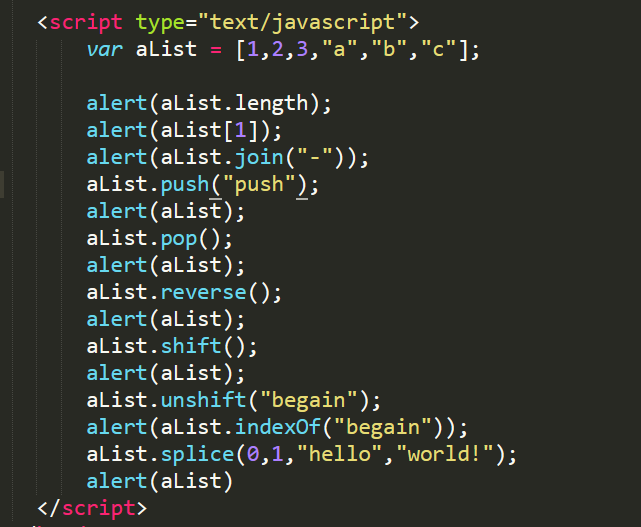 <script type="text/javascript">
var aList = [1,2,3,"a","b","c"];
alert(aList.length);
alert(aList[1]);
alert(aList.join("-"));
aList.push("push");
alert(aList);
aList.pop();
alert(aList);
aList.reverse();
alert(aList);
aList.shift();
alert(aList);
aList.unshift("begain");
alert(aList.indexOf("begain"));
aList.splice(0,1,"hello","world!");
alert(aList)
</script>